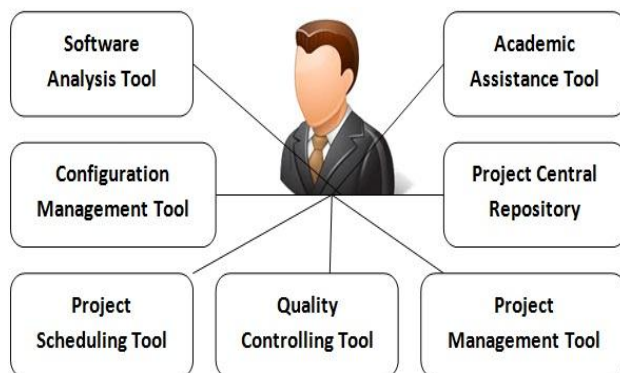 Software
Analysis Tool
Academic
Assistance Tool
Configuration
Management Tool
Project Central
Repository
Project
Scheduling Tool
Quality
Controlling Tool
Project
Management Tool